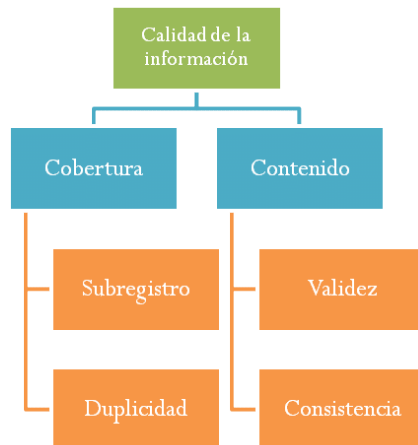 Calidad de la
información
Cobertura
Contenido
Subregistro
Validez
Duplicidad
Consistencia